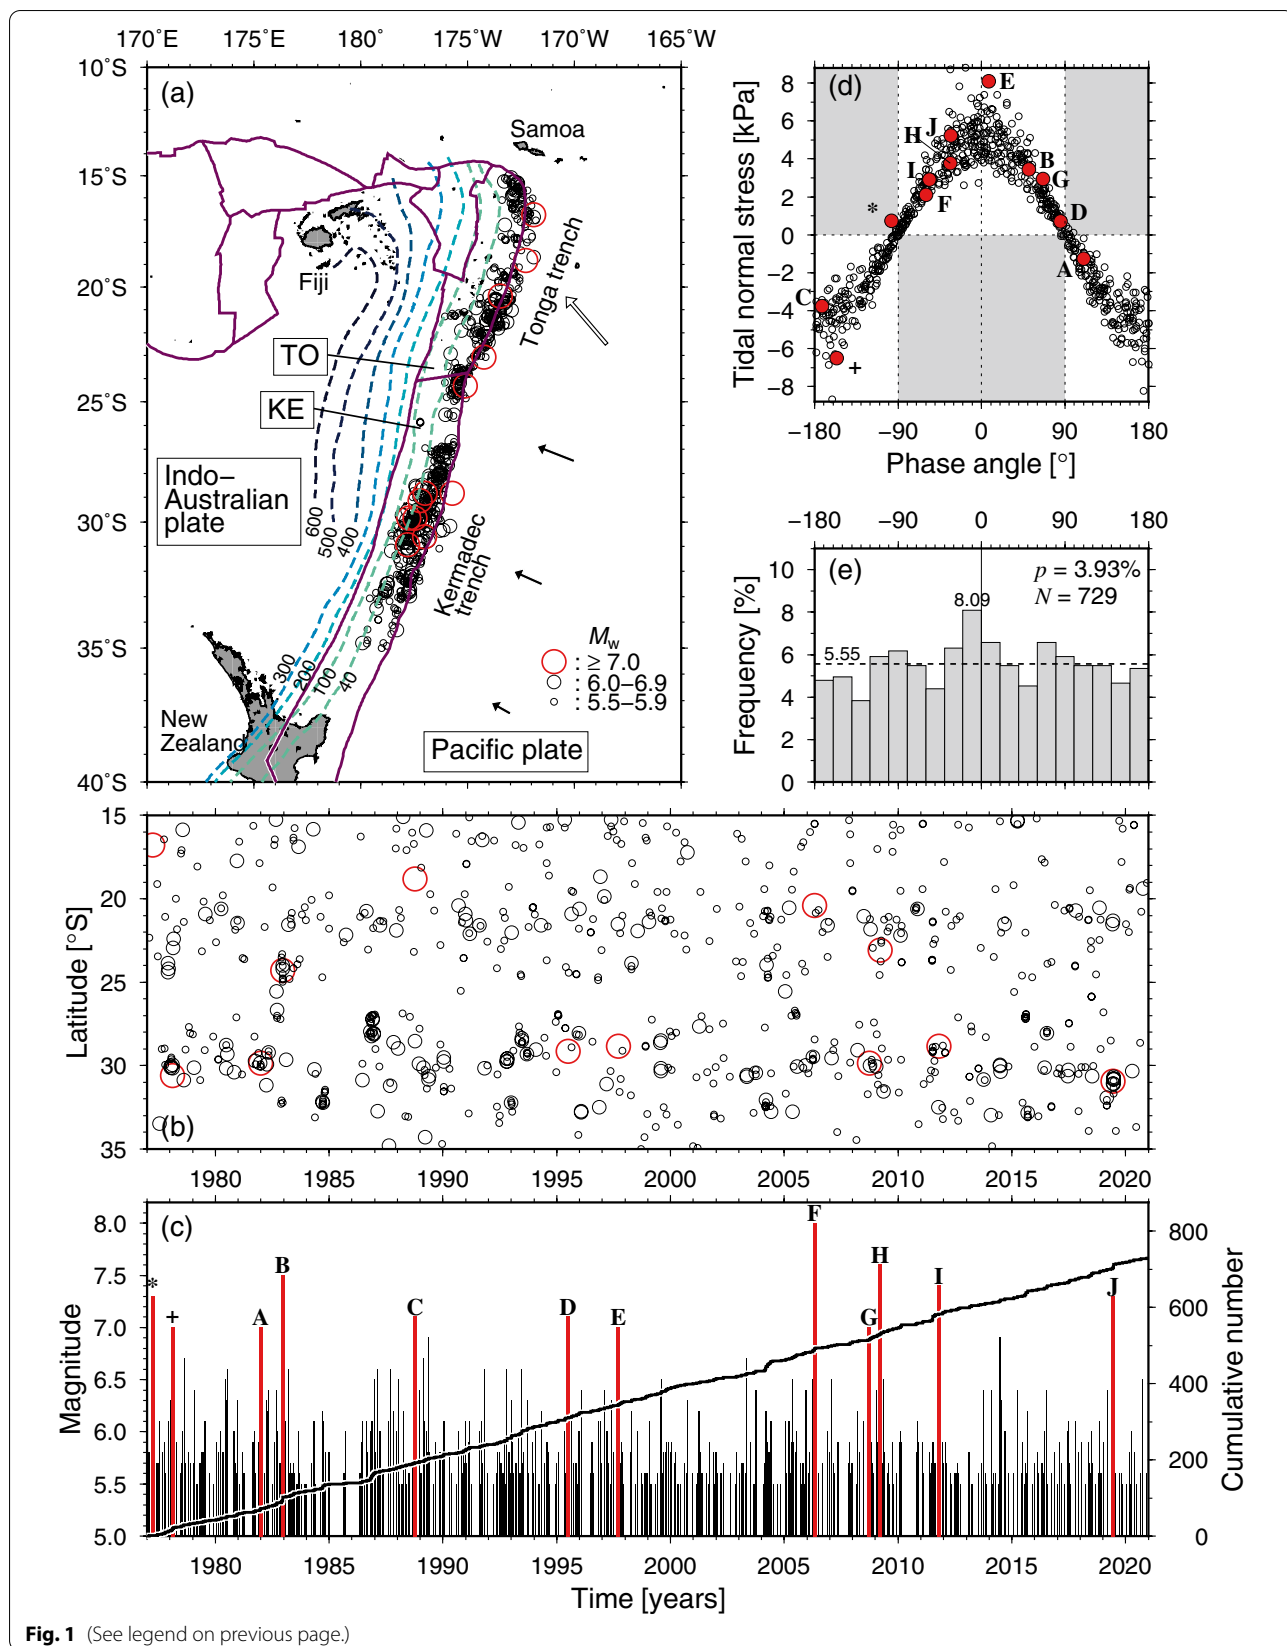 170°E 175°E 180° 175°W 170°W 165°W
10°S
15°S
20°S
25°S
30°S
35°S
40°S
(a)
Samoa
Fiji
Tonga trench
TO
KE
Indo–
Australian
plate
600
500
400
300
200
100
40
Kermadec
trench
M_w
: ≥ 7.0
: 6.0–6.9
: 5.5–5.9
New
Zealand
Pacific plate
(d)
Tidal normal stress [kPa]
8
6
4
2
0
−2
−4
−6
−8
E
J
H
I
F
B
G
D
A
*
C
+
−180 −90 0 90 180
Phase angle [°]
−180 −90 0 90 180
(e)
p = 3.93%
N = 729
8.09
5.55
Frequency [%]
10
8
6
4
2
0
(b)
Latitude [°S]
15
20
25
30
35
1980 1985 1990 1995 2000 2005 2010 2015 2020
(c)
Magnitude
8.0
7.5
7.0
6.5
6.0
5.5
5.0
* + A B C D E F G H I J
800
600
400
200
0
Cumulative number
1980 1985 1990 1995 2000 2005 2010 2015 2020
Time [years]
Fig. 1 (See legend on previous page.)